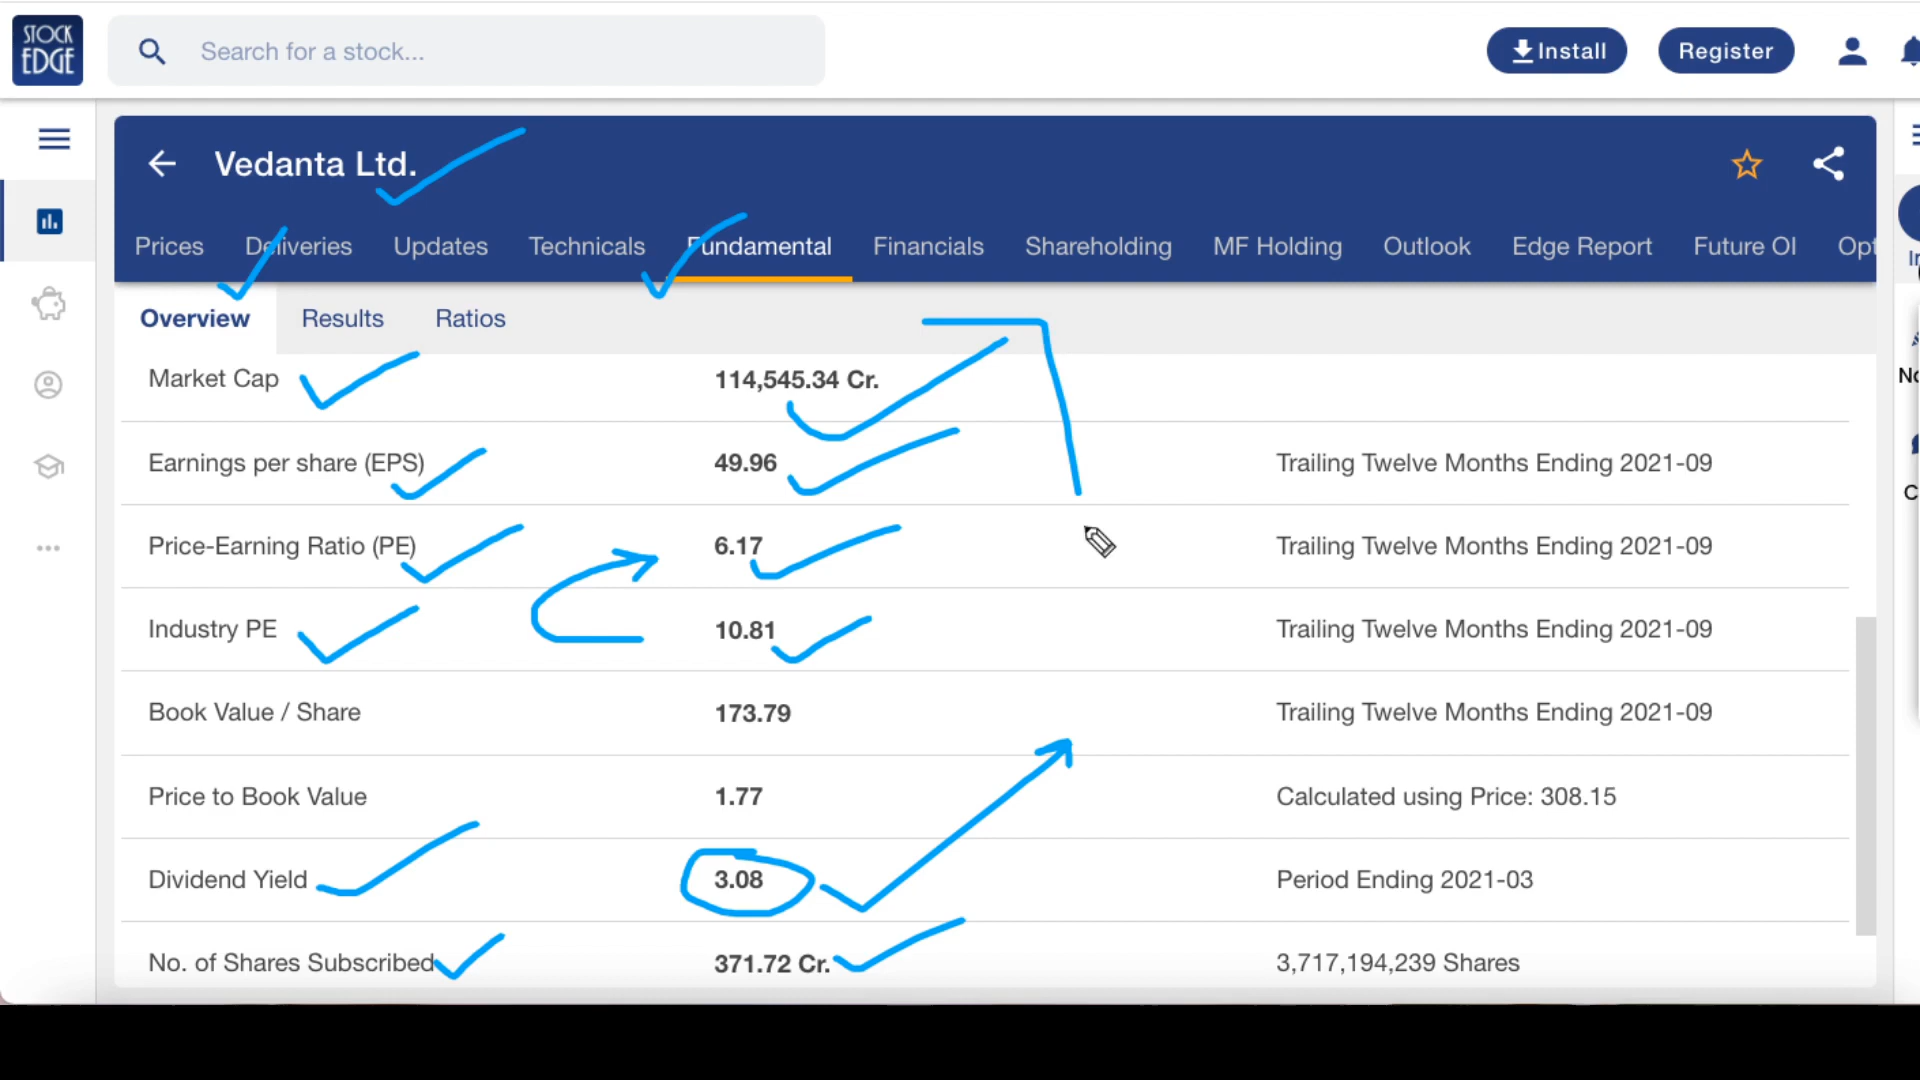 STOCK
EDGE
Search for a stock...
Install
Register
Vedanta Ltd.
Prices Deliveries Updates Technicals Fundamental Financials Shareholding MF Holding Outlook Edge Report Future OI
Overview Results Ratios
Market Cap 114,545.34 Cr.
Earnings per share (EPS) 49.96 Trailing Twelve Months Ending 2021-09
Price-Earning Ratio (PE) 6.17 Trailing Twelve Months Ending 2021-09
Industry PE 10.81 Trailing Twelve Months Ending 2021-09
Book Value / Share 173.79 Trailing Twelve Months Ending 2021-09
Price to Book Value 1.77 Calculated using Price: 308.15
Dividend Yield 3.08 Period Ending 2021-03
No. of Shares Subscribed 371.72 Cr. 3,717,194,239 Shares